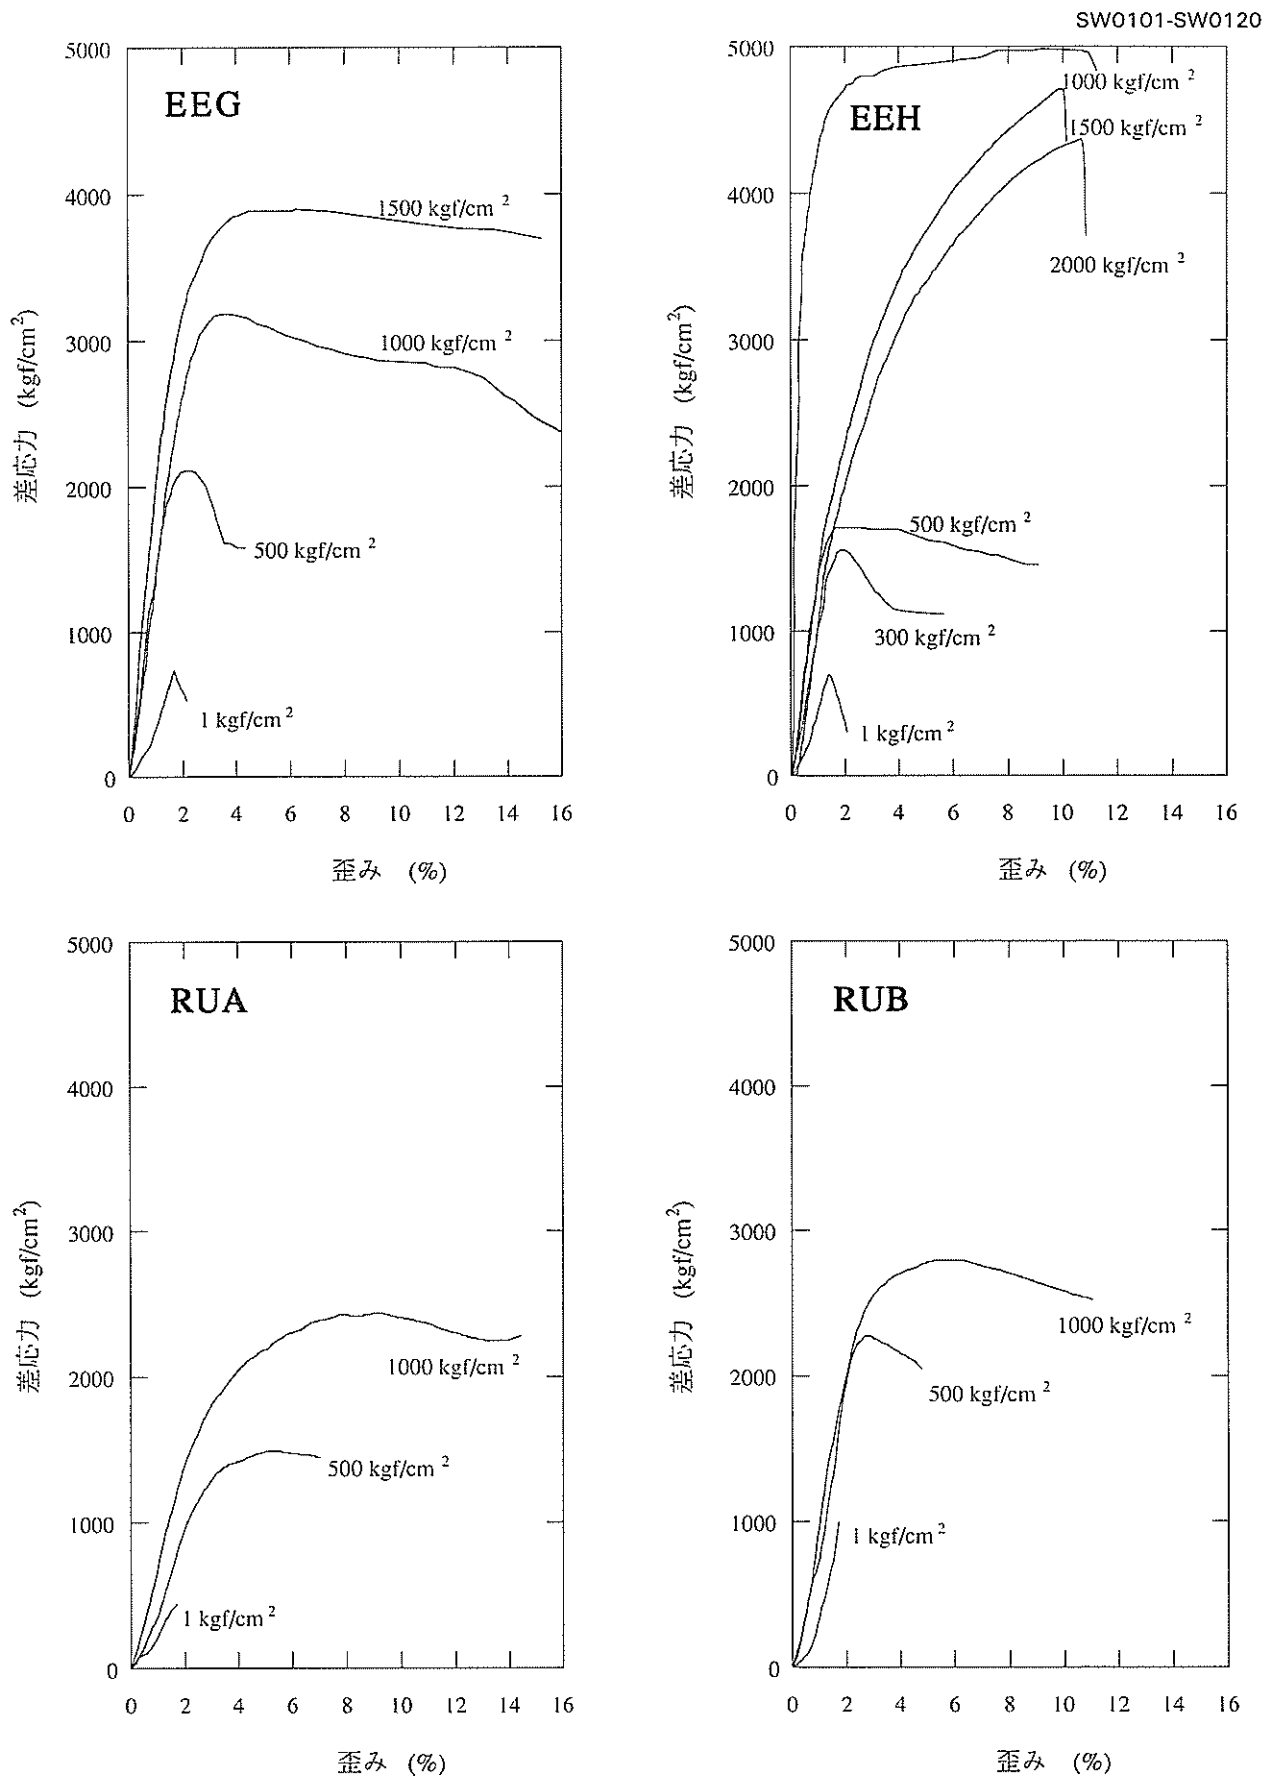 SW0101-SW0120
EEG
5000
4000
3000
2000
1000
0
差応力 (kgf/cm²)
1500 kgf/cm ²
1000 kgf/cm ²
500 kgf/cm ²
1 kgf/cm ²
0 2 4 6 8 10 12 14 16
歪み (%)
EEH
5000
4000
3000
2000
1000
0
差応力 (kgf/cm²)
1000 kgf/cm ²
1500 kgf/cm ²
2000 kgf/cm ²
500 kgf/cm ²
300 kgf/cm ²
1 kgf/cm ²
0 2 4 6 8 10 12 14 16
歪み (%)
RUA
5000
4000
3000
2000
1000
0
差応力 (kgf/cm²)
1000 kgf/cm ²
500 kgf/cm ²
1 kgf/cm ²
0 2 4 6 8 10 12 14 16
歪み (%)
RUB
5000
4000
3000
2000
1000
0
差応力 (kgf/cm²)
1000 kgf/cm ²
500 kgf/cm ²
1 kgf/cm ²
0 2 4 6 8 10 12 14 16
歪み (%)